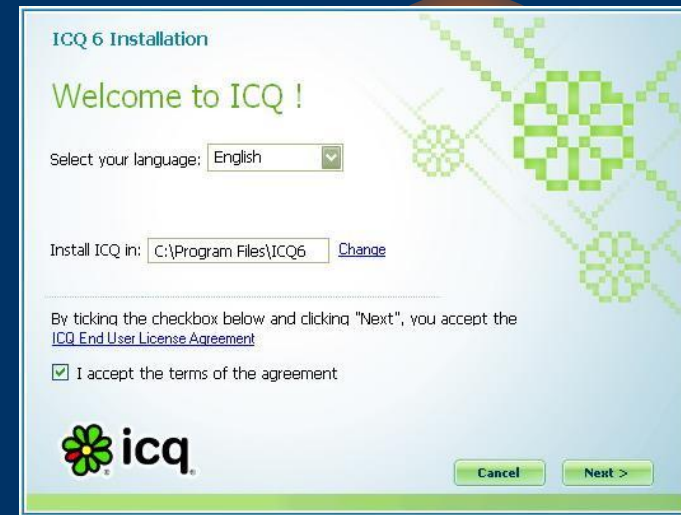 ICQ 6 Installation
Welcome to ICQ !
Select your language: English
Install ICQ in: C:\Program Files\ICQ6 Change
By ticking the checkbox below and clicking "Next", you accept the
ICQ End User License Agreement
I accept the terms of the agreement
icq
Cancel Next >